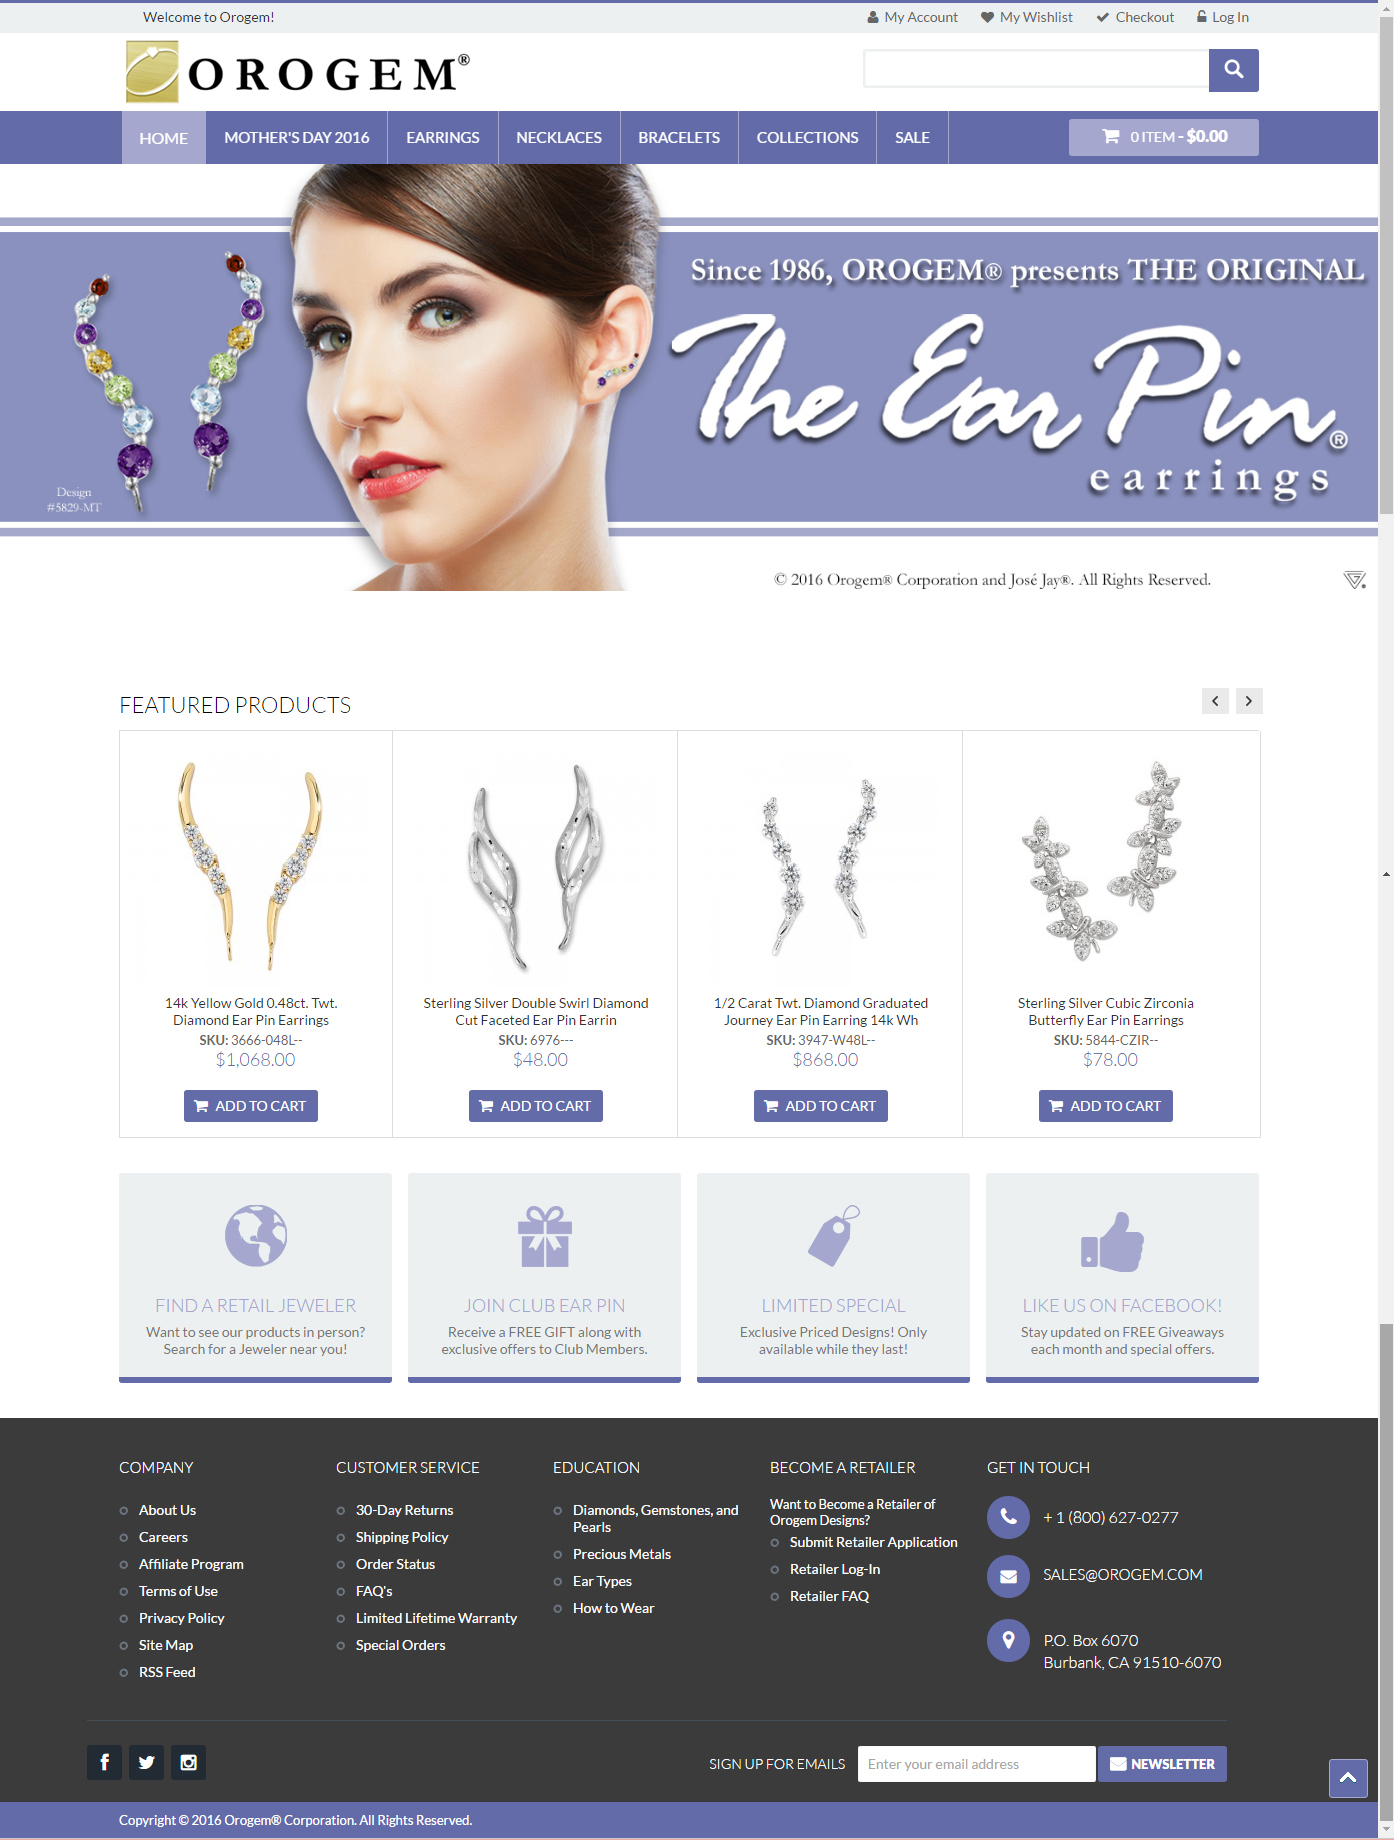 Welcome to Orogem!
My Account
My Wishlist
Checkout
Log In
OROGEM®
HOME
MOTHER'S DAY 2016
EARRINGS
NECKLACES
BRACELETS
COLLECTIONS
SALE
0 ITEM - $0.00
Since 1986, OROGEM® presents THE ORIGINAL
The Ear Pin®
earrings
Design
#5829-MT
© 2016 Orogem® Corporation and José Jay®. All Rights Reserved.
FEATURED PRODUCTS
14k Yellow Gold 0.48ct. Twt.
Diamond Ear Pin Earrings
SKU: 3666-048L--
$1,068.00
ADD TO CART
Sterling Silver Double Swirl Diamond
Cut Faceted Ear Pin Earrin
SKU: 6976---
$48.00
ADD TO CART
1/2 Carat Twt. Diamond Graduated
Journey Ear Pin Earring 14k Wh
SKU: 3947-W48L--
$868.00
ADD TO CART
Sterling Silver Cubic Zirconia
Butterfly Ear Pin Earrings
SKU: 5844-CZIR--
$78.00
ADD TO CART
FIND A RETAIL JEWELER
Want to see our products in person?
Search for a Jeweler near you!
JOIN CLUB EAR PIN
Receive a FREE GIFT along with
exclusive offers to Club Members.
LIMITED SPECIAL
Exclusive Priced Designs! Only
available while they last!
LIKE US ON FACEBOOK!
Stay updated on FREE Giveaways
each month and special offers.
COMPANY
About Us
Careers
Affiliate Program
Terms of Use
Privacy Policy
Site Map
RSS Feed
CUSTOMER SERVICE
30-Day Returns
Shipping Policy
Order Status
FAQ's
Limited Lifetime Warranty
Special Orders
EDUCATION
Diamonds, Gemstones, and
Pearls
Precious Metals
Ear Types
How to Wear
BECOME A RETAILER
Want to Become a Retailer of
Orogem Designs?
Submit Retailer Application
Retailer Log-In
Retailer FAQ
GET IN TOUCH
+ 1 (800) 627-0277
SALES@OROGEM.COM
P.O. Box 6070
Burbank, CA 91510-6070
SIGN UP FOR EMAILS
Enter your email address
NEWSLETTER
Copyright © 2016 Orogem® Corporation. All Rights Reserved.